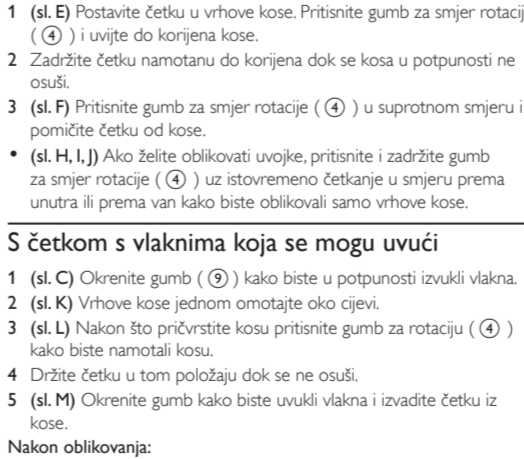 1 (sl. E) Postavite četku u vrhove kose. Pritisnite gumb za smjer rotacij
( ④ ) i uvijte do korijena kose.
2 Zadržite četku namotanu do korijena dok se kosa u potpunosti ne
osuši.
3 (sl. F) Pritisnite gumb za smjer rotacije ( ④ ) u suprotnom smjeru i
pomičite četku od kose.
• (sl. H, I, J) Ako želite oblikovati uvojke, pritisnite i zadržite gumb
za smjer rotacije ( ④ ) uz istovremeno četkanje u smjeru prema
unutra ili prema van kako biste oblikovali samo vrhove kose.
S četkom s vlaknima koja se mogu uvući
1 (sl. C) Okrenite gumb ( ⑨ ) kako biste u potpunosti izvukli vlakna.
2 (sl. K) Vrhove kose jednom omotajte oko cijevi.
3 (sl. L) Nakon što pričvrstite kosu pritisnite gumb za rotaciju ( ④ )
kako biste namotali kosu.
4 Držite četku u tom položaju dok se ne osuši.
5 (sl. M) Okrenite gumb kako biste uvukli vlakna i izvadite četku iz
kose.
Nakon oblikovanja: